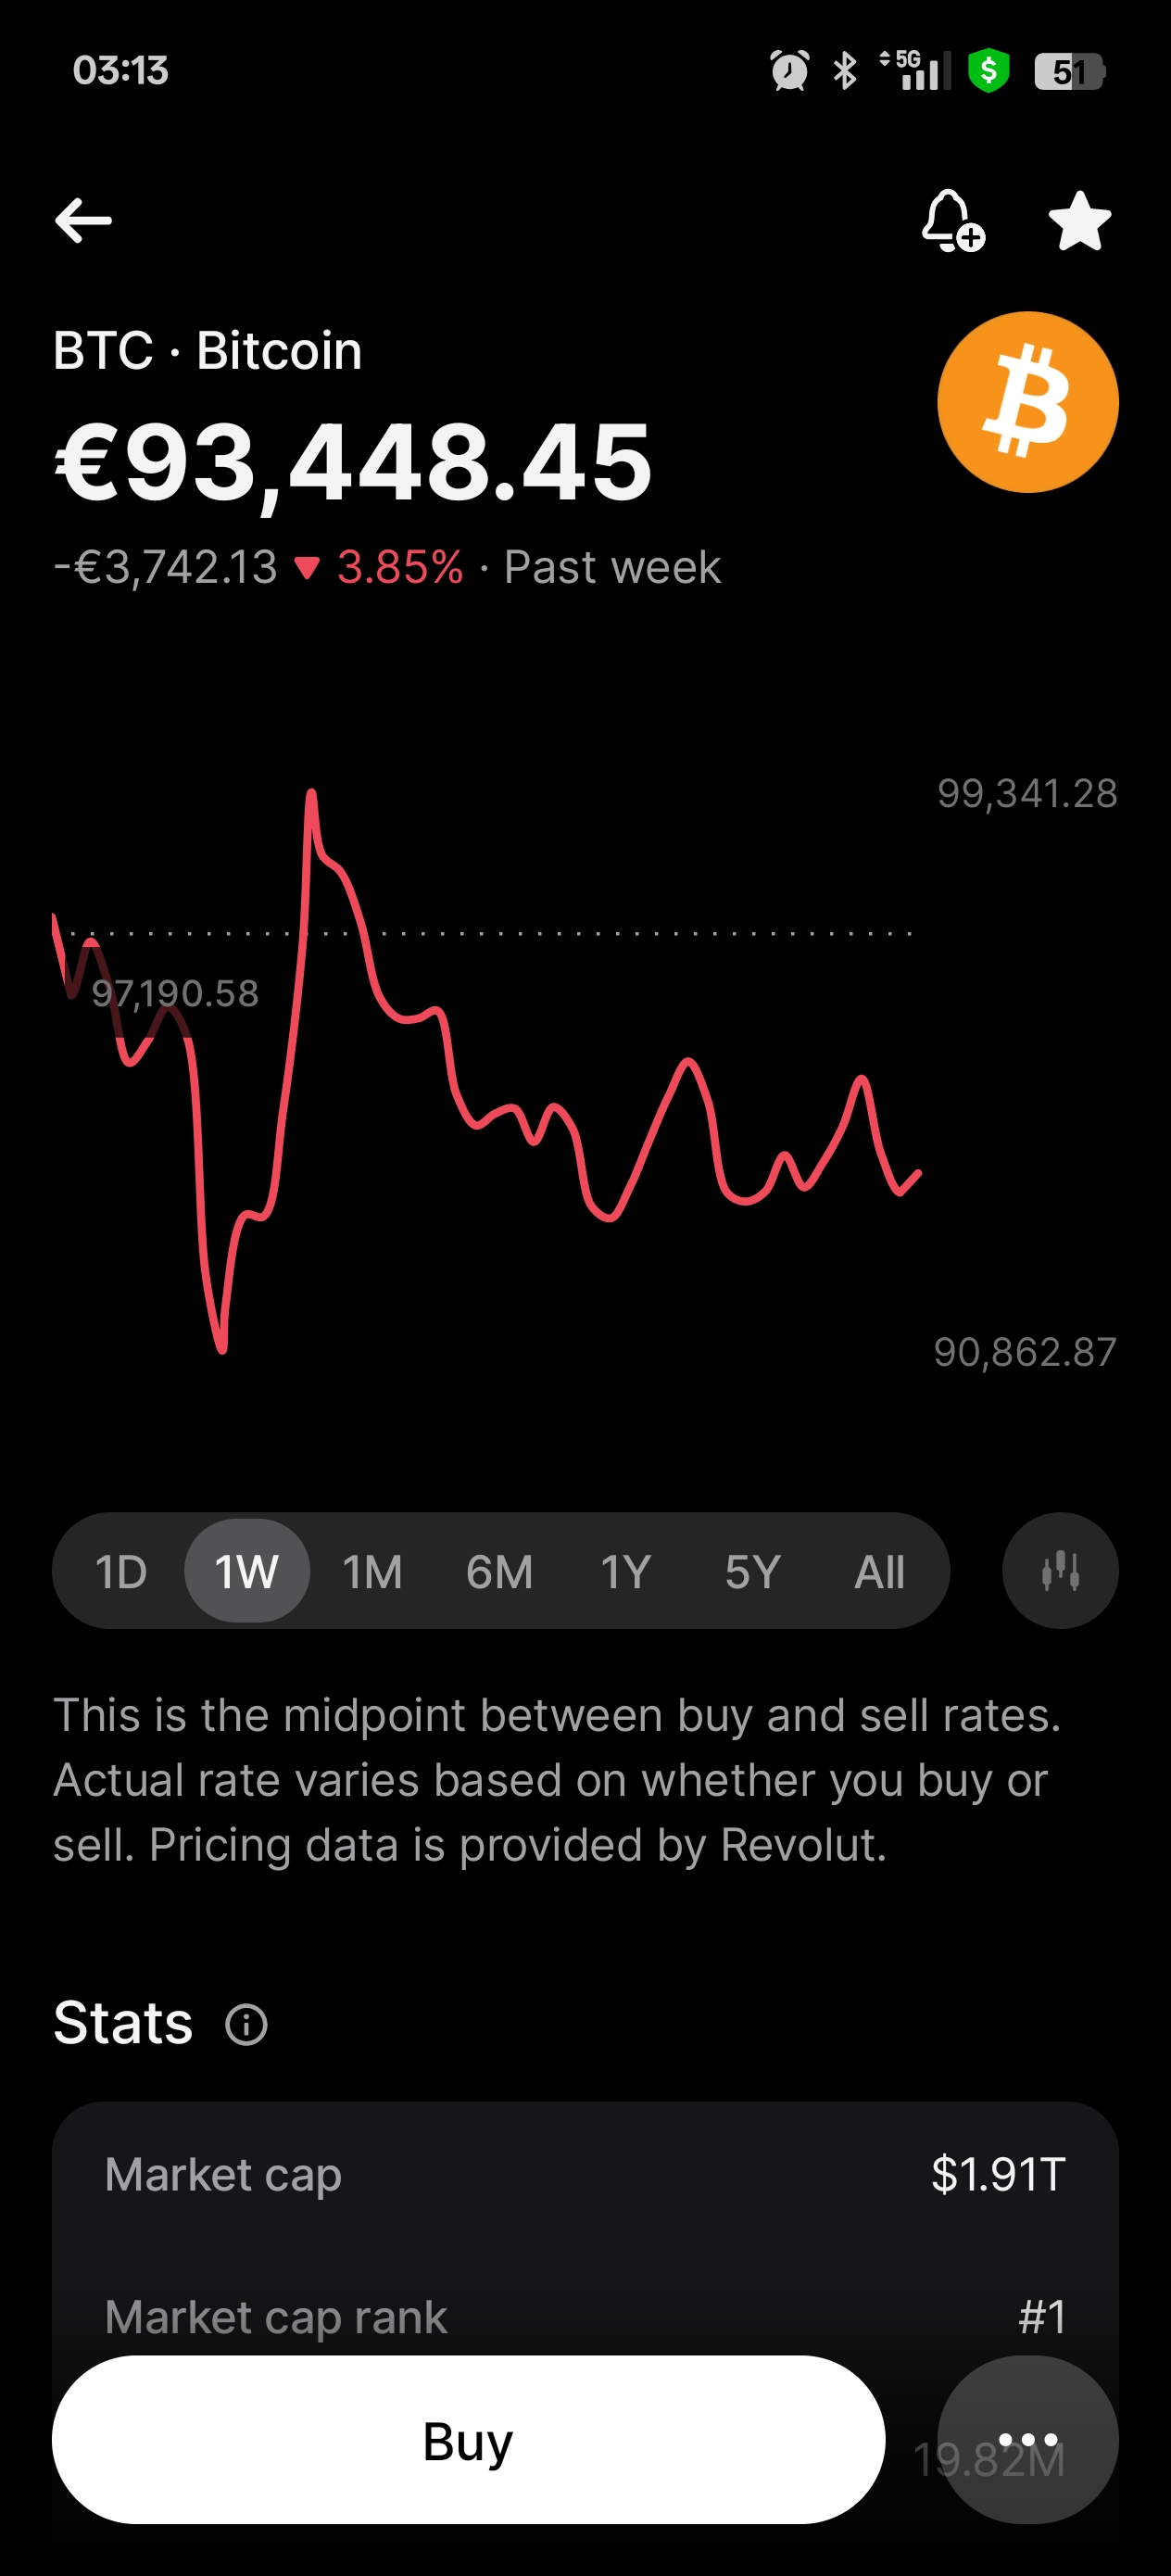 03:13 5G $ 51
BTC · Bitcoin
€93,448.45
-€3,742.13 ▼ 3.85% · Past week
99,341.28
97,190.58
90,862.87
1D 1W 1M 6M 1Y 5Y All
This is the midpoint between buy and sell rates.
Actual rate varies based on whether you buy or
sell. Pricing data is provided by Revolut.
Stats
Market cap $1.91T
Market cap rank #1
Buy 19.82M